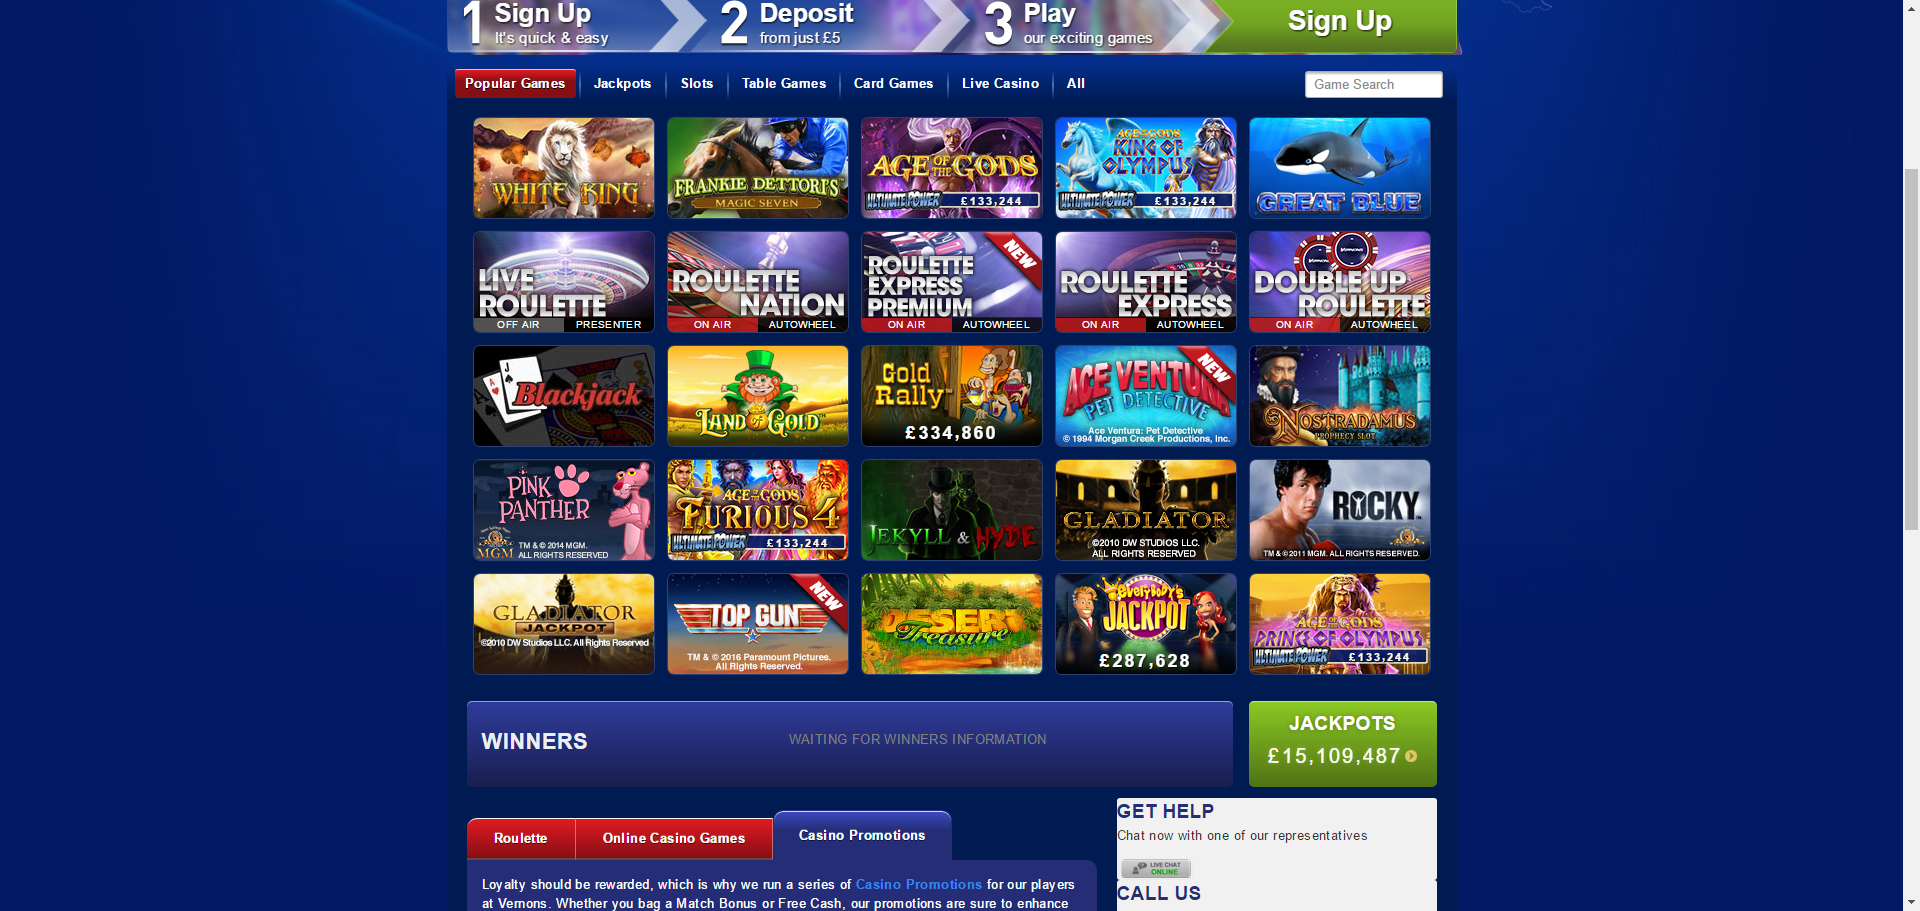 1 Sign Up
It's quick & easy
2 Deposit
from just £5
3 Play
our exciting games
Sign Up
Popular Games
Jackpots
Slots
Table Games
Card Games
Live Casino
All
Game Search
WHITE KING™
FRANKIE DETTORI'S™
MAGIC SEVEN
AGE OF THE GODS
ULTIMATE POWER £133,244
AGE OF THE GODS
KING OF OLYMPUS
ULTIMATE POWER £133,244
GREAT BLUE
LIVE
ROULETTE
OFF AIR PRESENTER
ROULETTE
NATION
ON AIR AUTOWHEEL
NEW
ROULETTE
EXPRESS
PREMIUM
ON AIR AUTOWHEEL
ROULETTE
EXPRESS
ON AIR AUTOWHEEL
DOUBLE UP
ROULETTE
ON AIR AUTOWHEEL
Blackjack
LAND OF GOLD™
Gold
Rally™
£334,860
NEW
ACE VENTURA
PET DETECTIVE
Ace Ventura: Pet Detective
© 1994 Morgan Creek Productions, Inc.
NOSTRADAMUS
PROPHECY SLOT
PINK
PANTHER
MGM
TM & © 2014 MGM.
ALL RIGHTS RESERVED
AGE OF THE GODS
FURIOUS 4
ULTIMATE POWER £133,244
JEKYLL & HYDE
GLADIATOR
©2010 DW STUDIOS LLC.
ALL RIGHTS RESERVED
ROCKY™
TM & © 2011 MGM. ALL RIGHTS RESERVED.
GLADIATOR
JACKPOT
©2010 DW Studios LLC. All Rights Reserved
NEW
TOP GUN
TM & © 2016 Paramount Pictures.
All Rights Reserved.
DESERT
Treasure
everybody's
JACKPOT
£287,628
AGE OF THE GODS
PRINCE OF OLYMPUS
ULTIMATE POWER £133,244
WINNERS
WAITING FOR WINNERS INFORMATION
JACKPOTS
£15,109,487
Roulette
Online Casino Games
Casino Promotions
Loyalty should be rewarded, which is why we run a series of Casino Promotions for our players
at Vernons. Whether you bag a Match Bonus or Free Cash, our promotions are sure to enhance
GET HELP
Chat now with one of our representatives
LIVE CHAT
ONLINE
CALL US